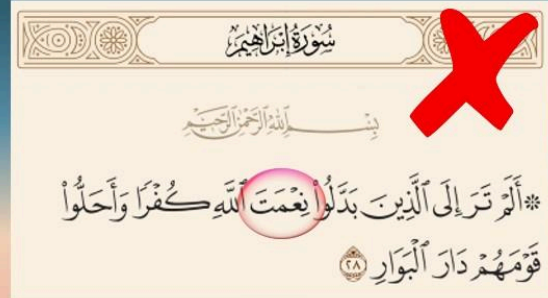 سُورَةُ إِبْرَاهِيمَ
بِسْمِ ٱللَّهِ ٱلرَّحْمَٰنِ ٱلرَّحِيمِ
۞أَلَمْ تَرَ إِلَى ٱلَّذِينَ بَدَّلُوا۟ نِعْمَتَ ٱللَّهِ كُفْرًا وَأَحَلُّوا۟
قَوْمَهُمْ دَارَ ٱلْبَوَارِ ٢٨